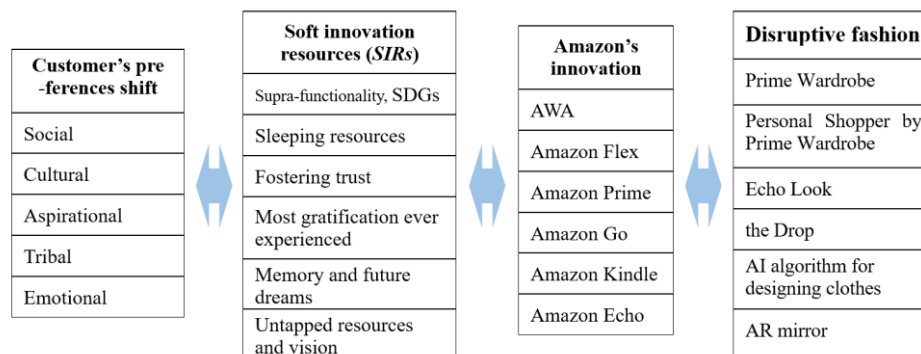 Customer's pre
-ferences shift
Social
Cultural
Aspirational
Tribal
Emotional
Soft innovation
resources (SIRs)
Supra-functionality, SDGs
Sleeping resources
Fostering trust
Most gratification ever
experienced
Memory and future
dreams
Untapped resources
and vision
Amazon's
innovation
AWA
Amazon Flex
Amazon Prime
Amazon Go
Amazon Kindle
Amazon Echo
Disruptive fashion
Prime Wardrobe
Personal Shopper by
Prime Wardrobe
Echo Look
the Drop
AI algorithm for
designing clothes
AR mirror